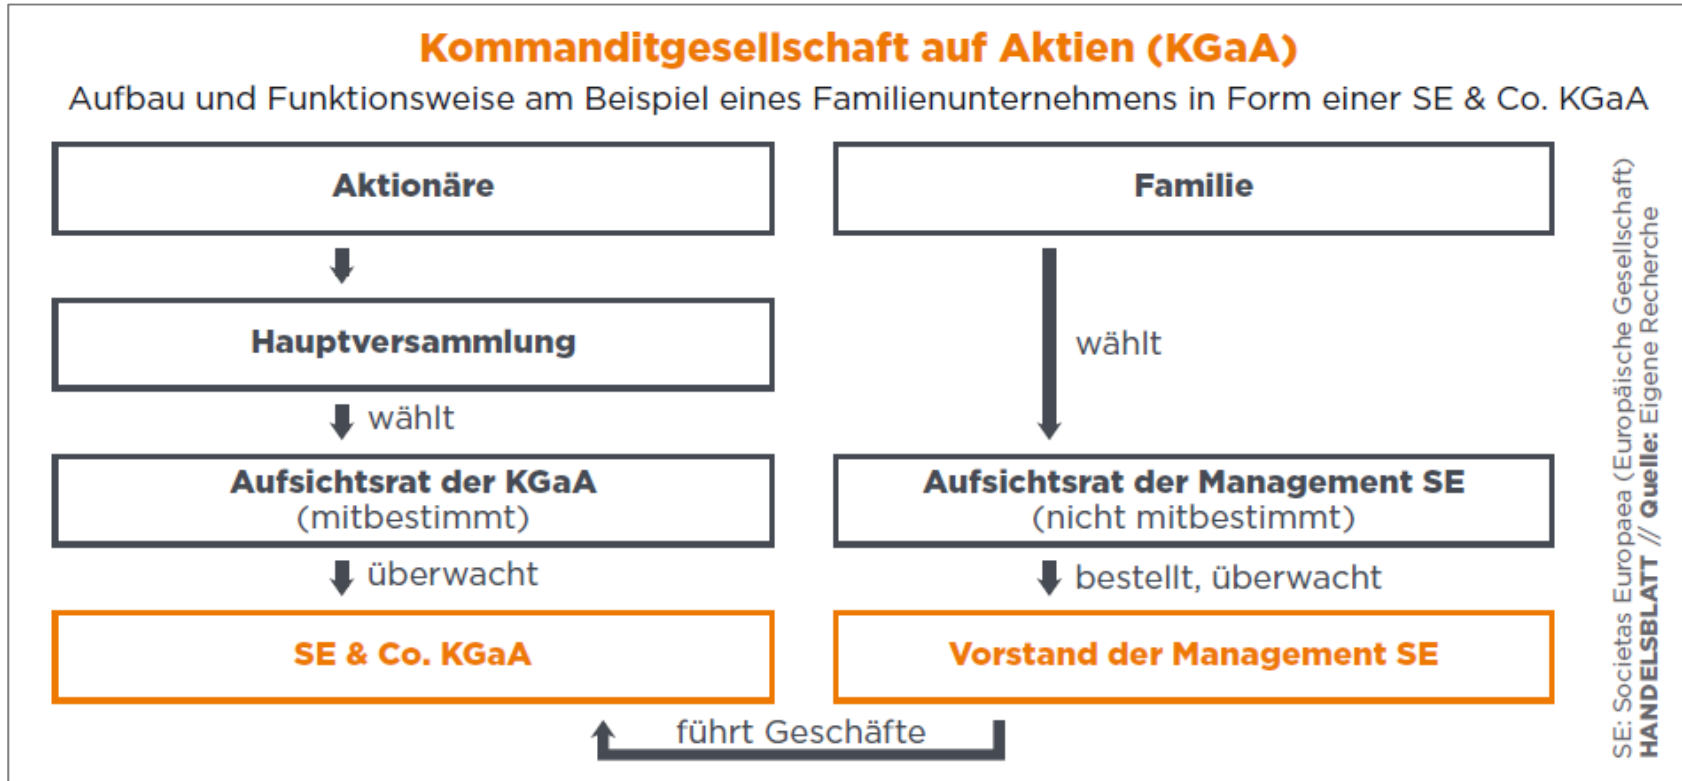 Kommanditgesellschaft auf Aktien (KGaA)
Aufbau und Funktionsweise am Beispiel eines Familienunternehmens in Form einer SE & Co. KGaA
Aktionäre
Hauptversammlung
wählt
Aufsichtsrat der KGaA
(mitbestimmt)
überwacht
SE & Co. KGaA
Familie
wählt
Aufsichtsrat der Management SE
(nicht mitbestimmt)
bestellt, überwacht
Vorstand der Management SE
führt Geschäfte
SE: Societas Europaea (Europäische Gesellschaft)
HANDELSBLATT // Quelle: Eigene Recherche